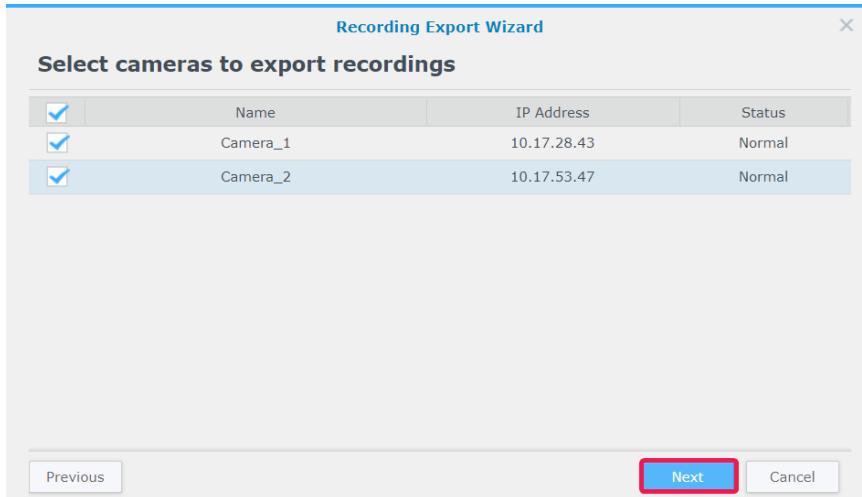 Recording Export Wizard
Select cameras to export recordings
Name IP Address Status
Camera_1 10.17.28.43 Normal
Camera_2 10.17.53.47 Normal
Previous Next Cancel